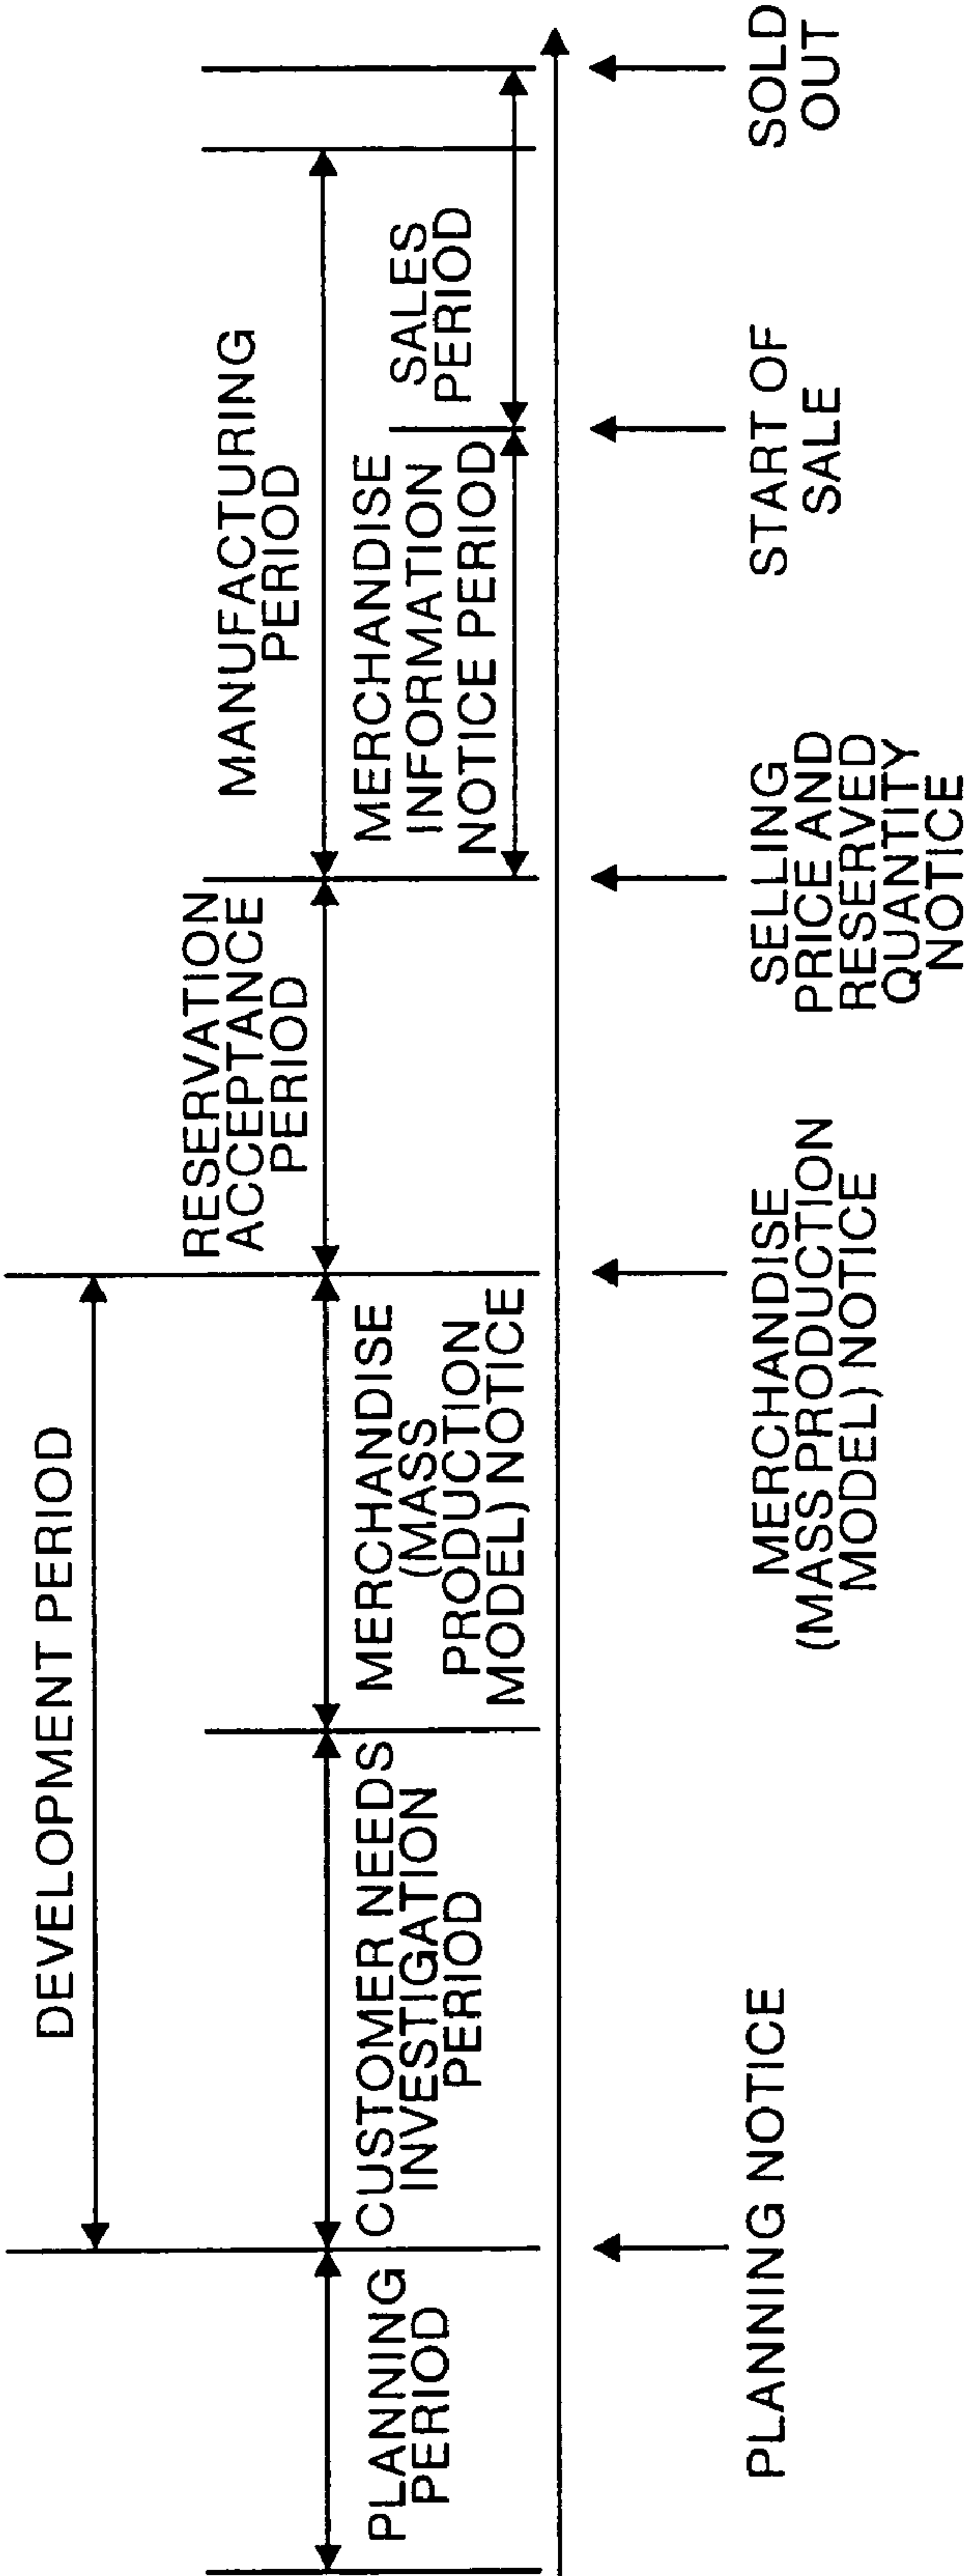 DEVELOPMENT PERIOD
PLANNING
PERIOD
CUSTOMER NEEDS
INVESTIGATION
PERIOD
MERCHANDISE
(MASS
PRODUCTION
MODEL) NOTICE
RESERVATION
ACCEPTANCE
PERIOD
MANUFACTURING
PERIOD
MERCHANDISE
INFORMATION
NOTICE PERIOD
SALES
PERIOD
PLANNING NOTICE
MERCHANDISE
(MASS PRODUCTION
MODEL) NOTICE
SELLING
PRICE AND
RESERVED
QUANTITY
NOTICE
START OF
SALE
SOLD
OUT